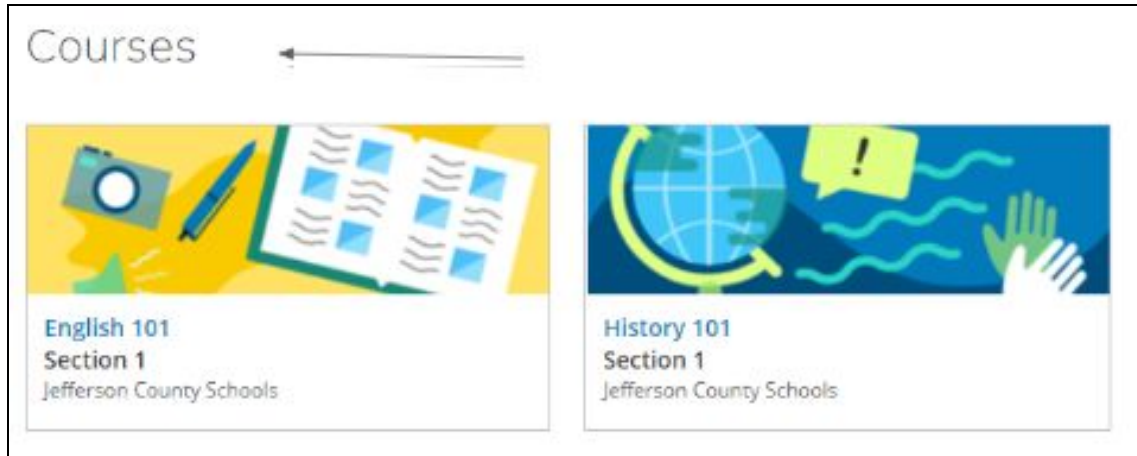 Courses
!
English 101
Section 1
Jefferson County Schools
History 101
Section 1
Jefferson County Schools